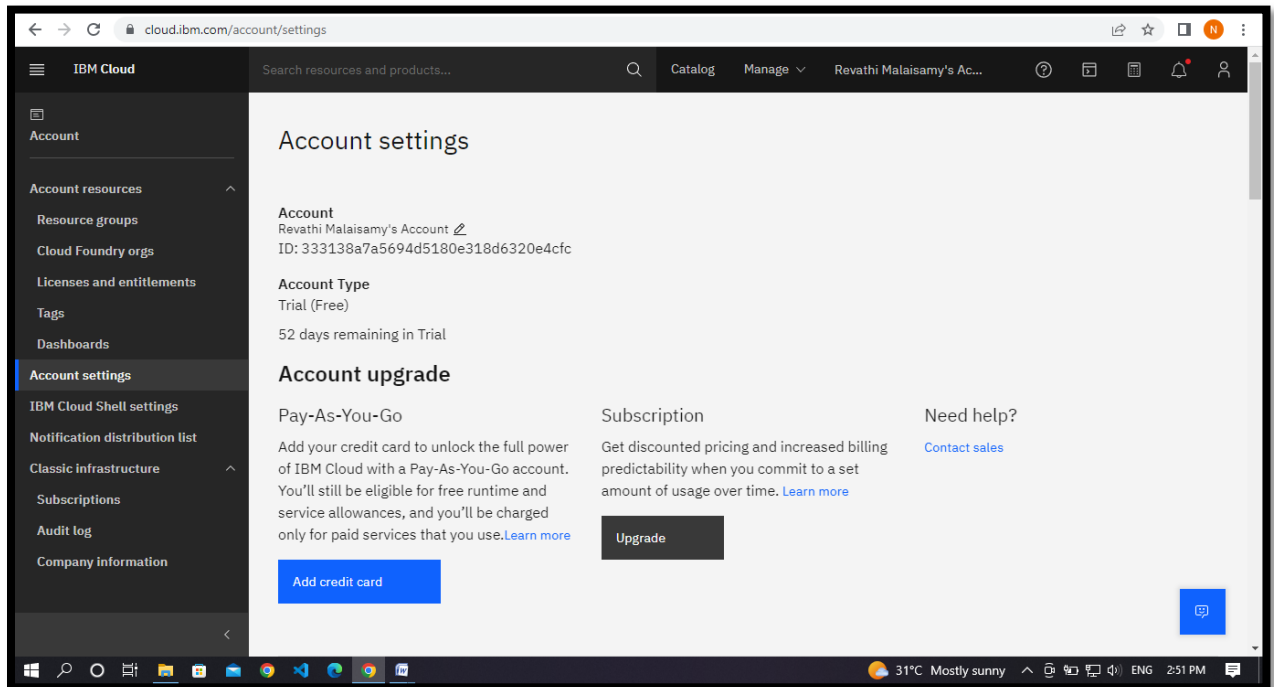 cloud.ibm.com/account/settings
N
IBM Cloud
Search resources and products...
Catalog
Manage
Revathi Malaisamy's Ac...
Account
Account resources
Resource groups
Cloud Foundry orgs
Licenses and entitlements
Tags
Dashboards
Account settings
IBM Cloud Shell settings
Notification distribution list
Classic infrastructure
Subscriptions
Audit log
Company information
Account settings
Account
Revathi Malaisamy's Account
ID: 333138a7a5694d5180e318d6320e4cfc
Account Type
Trial (Free)
52 days remaining in Trial
Account upgrade
Pay-As-You-Go
Add your credit card to unlock the full power
of IBM Cloud with a Pay-As-You-Go account.
You'll still be eligible for free runtime and
service allowances, and you'll be charged
only for paid services that you use.Learn more
Add credit card
Subscription
Get discounted pricing and increased billing
predictability when you commit to a set
amount of usage over time. Learn more
Upgrade
Need help?
Contact sales
31°C Mostly sunny
ENG
2:51 PM